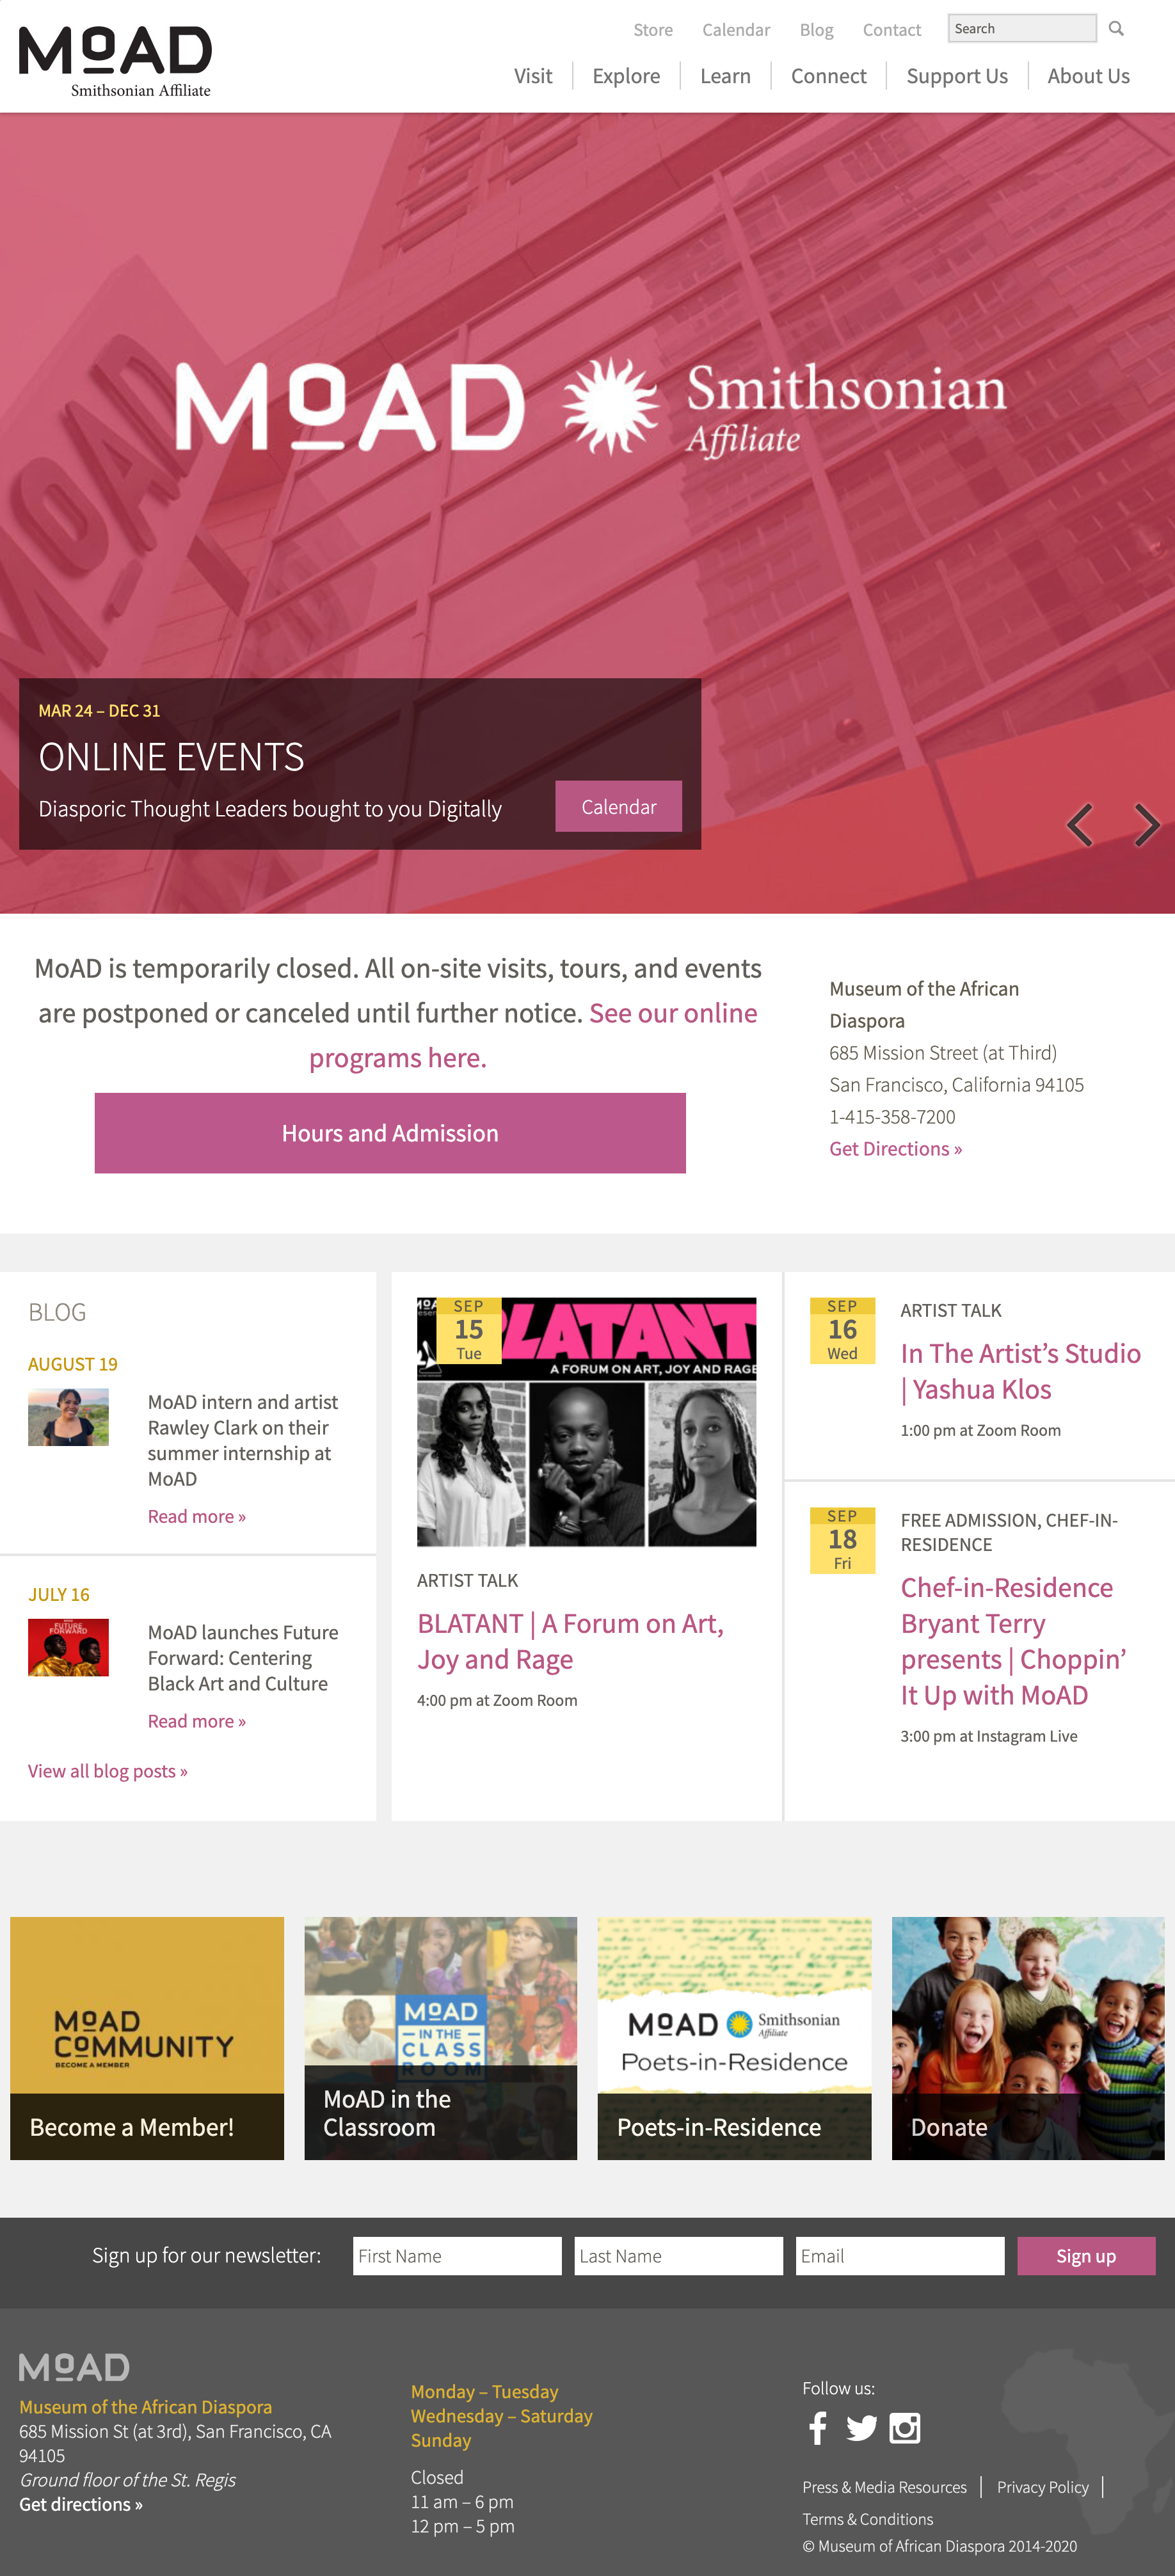 MOAD
Smithsonian Affiliate
Store
Calendar
Blog
Contact
Search
Visit
Explore
Learn
Connect
Support Us
About Us
MOAD
MOAD Smithsonian
Affiliate
MAR 24 – DEC 31
ONLINE EVENTS
Diasporic Thought Leaders bought to you Digitally
Calendar
MoAD is temporarily closed. All on-site visits, tours, and events
are postponed or canceled until further notice. See our online
programs here.
Hours and Admission
Museum of the African
Diaspora
685 Mission Street (at Third)
San Francisco, California 94105
1-415-358-7200
Get Directions »
BLOG
AUGUST 19
MoAD intern and artist
Rawley Clark on their
summer internship at
MoAD
Read more »
JULY 16
FUTURE
FORWARD
MoAD launches Future
Forward: Centering
Black Art and Culture
Read more »
View all blog posts »
SEP
15
Tue
LATANT
A FORUM ON ART, JOY AND RAGE
ARTIST TALK
BLATANT | A Forum on Art,
Joy and Rage
4:00 pm at Zoom Room
SEP
16
Wed
ARTIST TALK
In The Artist’s Studio
| Yashua Klos
1:00 pm at Zoom Room
SEP
18
Fri
FREE ADMISSION, CHEF-IN-
RESIDENCE
Chef-in-Residence
Bryant Terry
presents | Choppin’
It Up with MoAD
3:00 pm at Instagram Live
MOAD
COMMUNITY
BECOME A MEMBER
Become a Member!
MOAD
IN THE
CLASS
ROOM
MoAD in the
Classroom
MOAD Smithsonian
Affiliate
Poets-in-Residence
Poets-in-Residence
Donate
Sign up for our newsletter:
First Name
Last Name
Email
Sign up
MOAD
Museum of the African Diaspora
685 Mission St (at 3rd), San Francisco, CA
94105
Ground floor of the St. Regis
Get directions »
Monday – Tuesday
Wednesday – Saturday
Sunday
Closed
11 am – 6 pm
12 pm – 5 pm
Follow us:
Press & Media Resources
Privacy Policy
Terms & Conditions
© Museum of African Diaspora 2014-2020